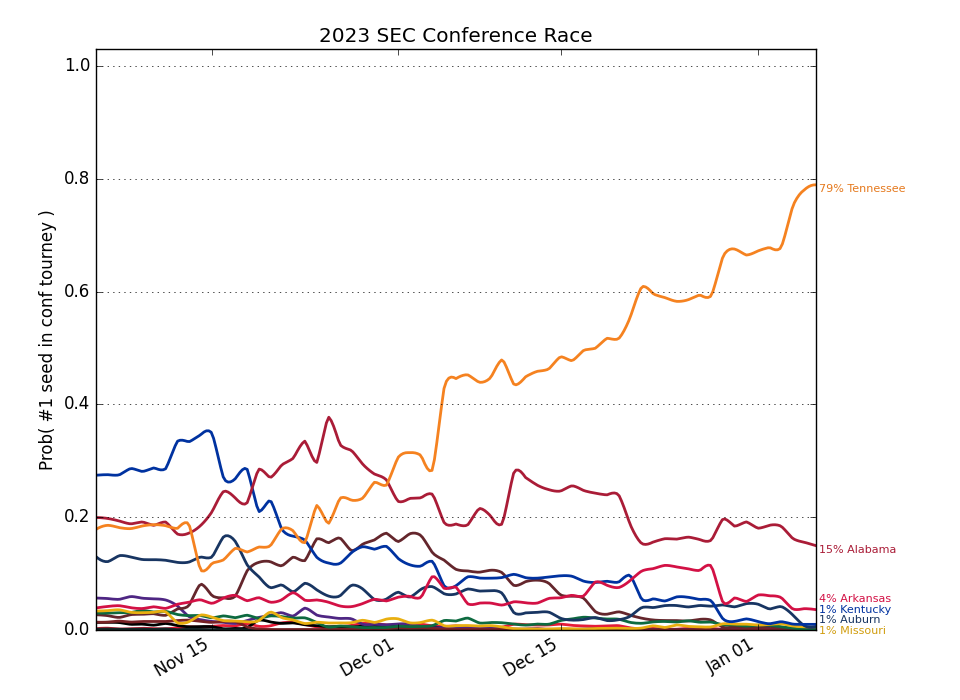 2023 SEC Conference Race
Prob( #1 seed in conf tourney )
1.0
0.8
0.6
0.4
0.2
0.0
Nov 15
Dec 01
Dec 15
Jan 01
79% Tennessee
15% Alabama
4% Arkansas
1% Kentucky
1% Auburn
1% Missouri